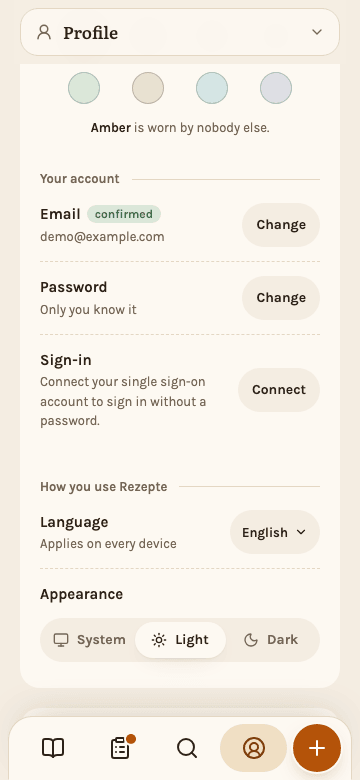 Profile
Amber is worn by nobody else.
Your account
Email confirmed
demo@example.com
Change
Password
Only you know it
Change
Sign-in
Connect your single sign-on
account to sign in without a
password.
Connect
How you use Rezepte
Language
Applies on every device
English
Appearance
System Light Dark